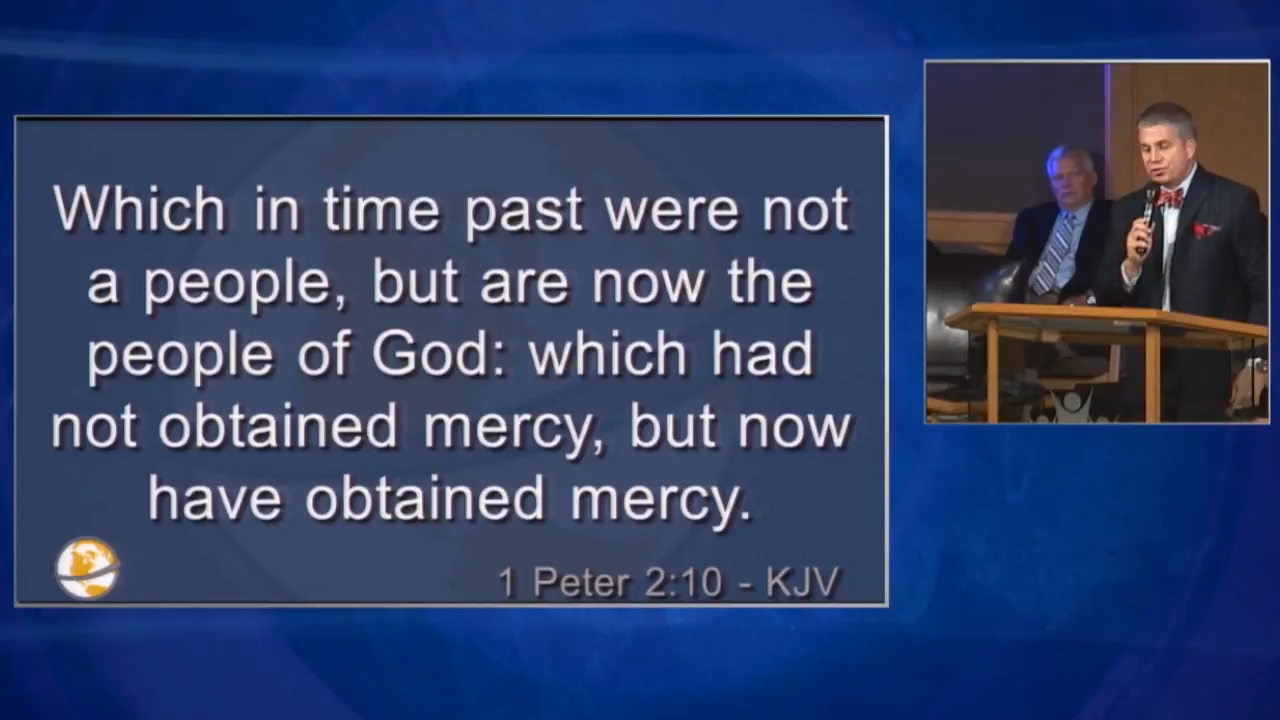 Which in time past were not
a people, but are now the
people of God: which had
not obtained mercy, but now
have obtained mercy.
1 Peter 2:10 - KJV